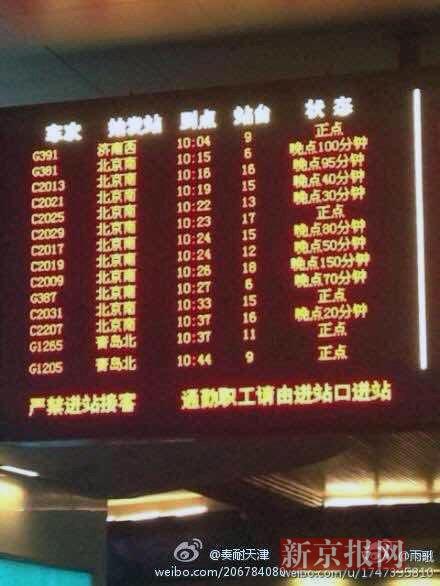 车次 始发站 到点 站台 状态
G391 济南西 10:04 9 正点
G381 北京南 10:15 6 晚点100分钟
C2013 北京南 10:16 16 晚点95分钟
C2021 北京南 10:19 15 晚点40分钟
C2025 北京南 10:22 13 晚点30分钟
C2029 北京南 10:23 17 正点
C2017 北京南 10:24 15 晚点80分钟
C2019 北京南 10:24 12 晚点50分钟
C2009 北京南 10:26 18 晚点150分钟
G387 北京南 10:27 6 晚点70分钟
C2031 北京南 10:33 15 正点
C2207 北京南 10:37 16 晚点20分钟
G1265 青岛北 10:37 11 正点
G1205 青岛北 10:44 9 正点
严禁进站接客 通勤职工请由进站口进站
@奏耐天津 @雨眠
新京报网